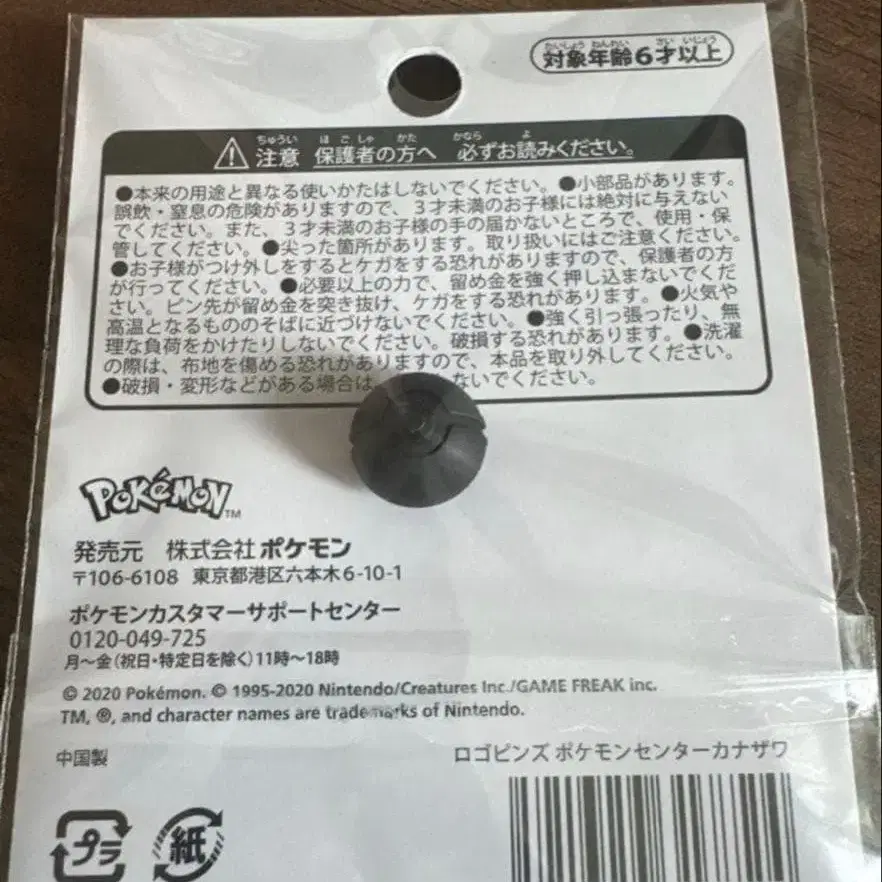 対象年齢6才以上
注意 保護者の方へ 必ずお読みください。
●本来の用途と異なる使いかたはしないでください。●小部品があります。
誤飲・窒息の危険がありますので、3才未満のお子様には絶対に与えない
でください。また、3才未満のお子様の手の届かないところで、使用・保
管してください。●尖った箇所があります。取り扱いにはご注意ください。
●お子様がつけ外しをするとケガをする恐れがありますので、保護者の方
が行ってください。●必要以上の力で、留め金を強く押し込まないでくだ
さい。ピン先が留め金を突き抜け、ケガをする恐れがあります。●火気や
高温となるもののそばに近づけないでください。●強く引っ張ったり、無
理な負荷をかけたりしないでください。破損する恐れがあります。●洗濯
の際は、布地を傷める恐れがありますので、本品を取り外してください。
●破損・変形などがある場合は ないでください。
POKéMON TM
発売元 株式会社ポケモン
〒106-6108 東京都港区六本木6-10-1
ポケモンカスタマーサポートセンター
0120-049-725
月～金(祝日・特定日を除く)11時～18時
© 2020 Pokémon. © 1995-2020 Nintendo/Creatures Inc./GAME FREAK inc.
TM, ®, and character names are trademarks of Nintendo.
中国製
ロゴピンズ ポケモンセンターカナザワ
プラ
紙